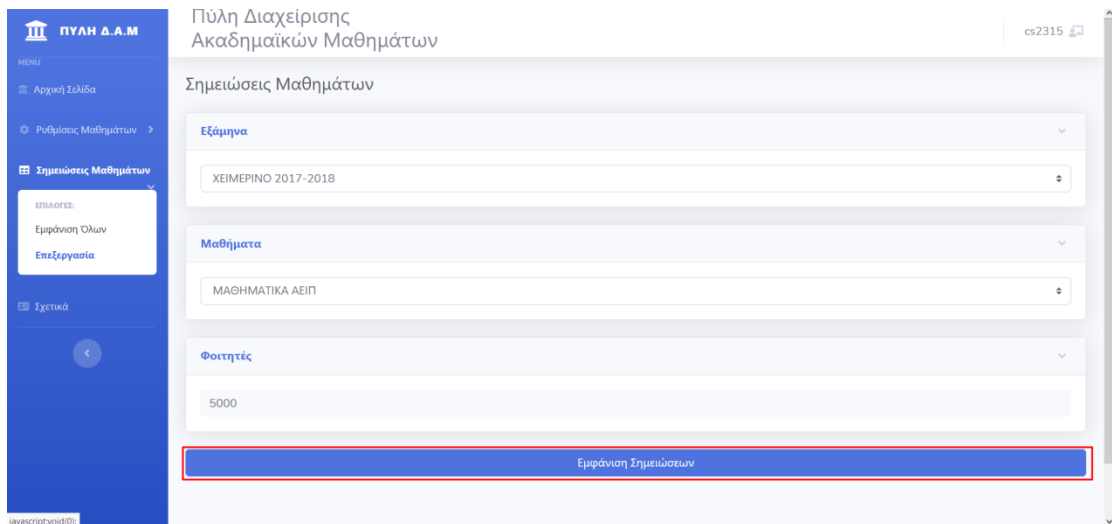 ΠΥΛΗ Δ.Α.Μ
Πύλη Διαχείρισης
Ακαδημαϊκών Μαθημάτων
cs2315
MENU
Αρχική Σελίδα
Ρυθμίσεις Μαθημάτων
Σημειώσεις Μαθημάτων
ΕΠΙΛΟΓΕΣ:
Εμφάνιση Όλων
Επεξεργασία
Σχετικά
Σημειώσεις Μαθημάτων
Εξάμηνα
ΧΕΙΜΕΡΙΝΟ 2017-2018
Μαθήματα
ΜΑΘΗΜΑΤΙΚΑ ΑΕΙΠ
Φοιτητές
5000
Εμφάνιση Σημειώσεων
javascript:void(0);